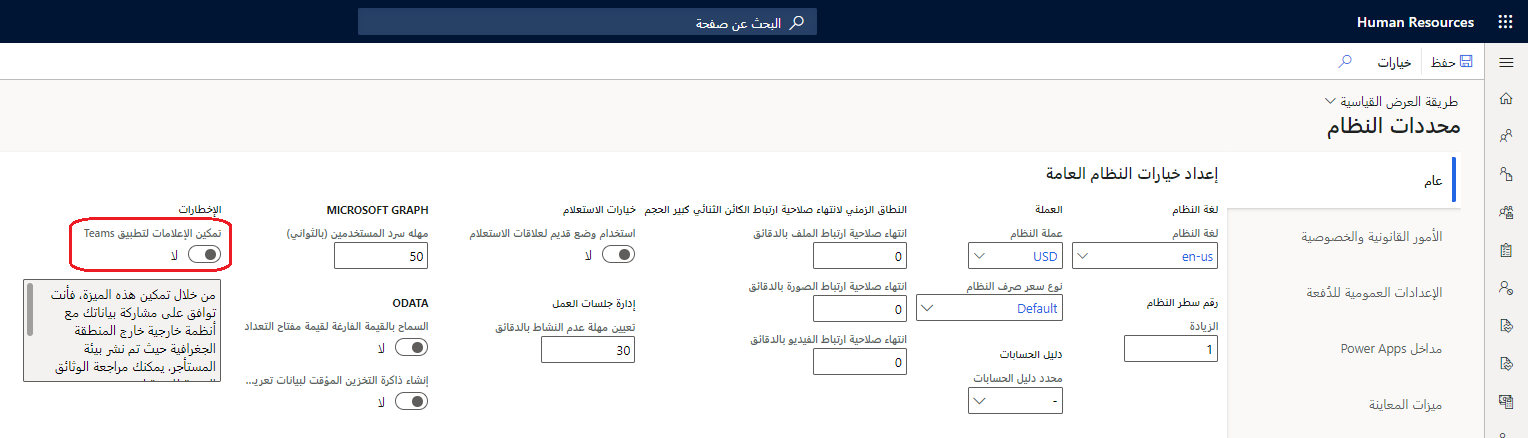 Human Resources
البحث عن صفحة
حفظ
خيارات
طريقة العرض القياسية
محددات النظام
عام
الأمور القانونية والخصوصية
الإعدادات العمومية للدُفعة
مداخل Power Apps
ميزات المعاينة
إعداد خيارات النظام العامة
لغة النظام
لغة النظام
en-us
رقم سطر النظام
الزيادة
1
العملة
عملة النظام
USD
نوع سعر صرف النظام
Default
دليل الحسابات
محدد دليل الحسابات
-
النطاق الزمني لانتهاء صلاحية ارتباط الكائن الثنائي كبير الحجم
انتهاء صلاحية ارتباط الملف بالدقائق
0
انتهاء صلاحية ارتباط الصورة بالدقائق
0
انتهاء صلاحية ارتباط الفيديو بالدقائق
0
خيارات الاستعلام
استخدام وضع قديم لعلاقات الاستعلام
لا
إدارة جلسات العمل
تعيين مهلة عدم النشاط بالدقائق
30
MICROSOFT GRAPH
مهله سرد المستخدمين (بالثواني)
50
ODATA
السماح بالقيمة الفارغة لقيمة مفتاح التعداد
لا
إنشاء ذاكرة التخزين المؤقت لبيانات تعريـ...
لا
الإخطارات
تمكين الإعلامات لتطبيق Teams
لا
من خلال تمكين هذه الميزة، فأنت
توافق على مشاركة بياناتك مع
أنظمة خارجية خارج المنطقة
الجغرافية حيث تم نشر بيئة
المستأجر. يمكنك مراجعة الوثائق